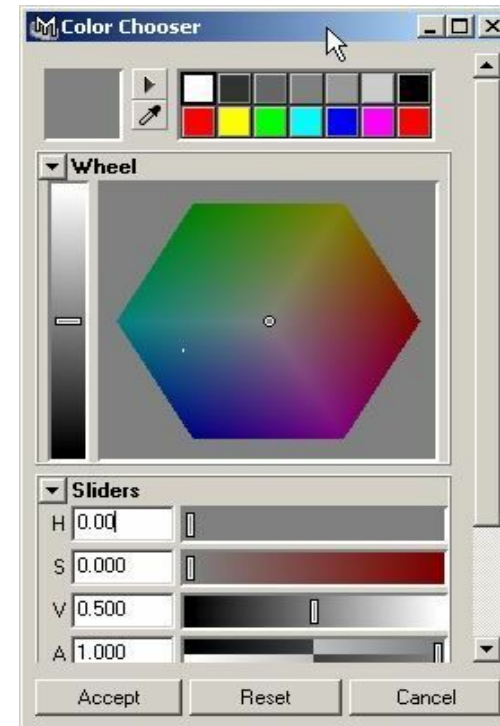 Color Chooser
Wheel
Sliders
H 0.00
S 0.000
V 0.500
A 1.000
Accept Reset Cancel